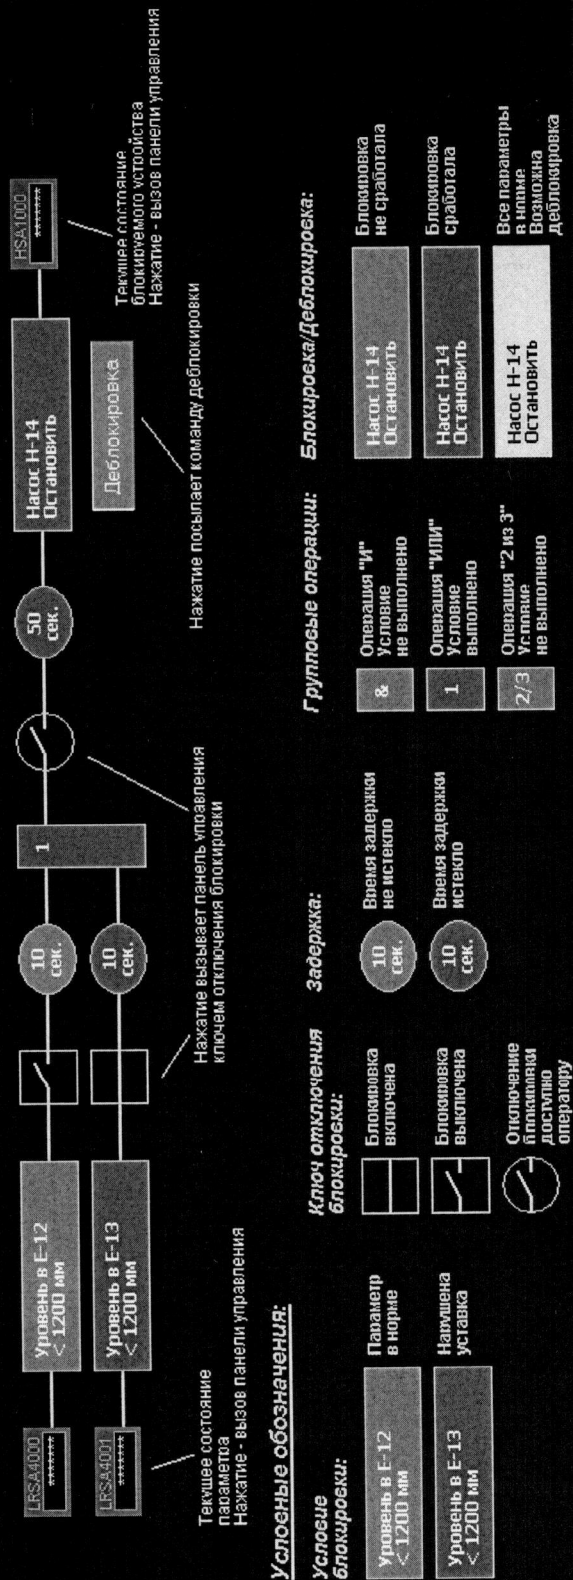 LRSA4000
********
Уровень в Е-12
< 1200 мм
10
сек.
1
50
сек.
Насос Н-14
Остановить
HSA1000
********
LRSA4001
********
Уровень в Е-13
< 1200 мм
10
сек.
Деблокировка
Текущее состояние
параметра
Нажатие - вызов панели управления
Нажатие вызывает панель управления
ключем отключения блокировки
Нажатие посылает команду деблокировки
Текущее состояние
блокируемого устройства
Нажатие - вызов панели управления
Условные обозначения:
Условие
блокировки:
Уровень в Е-12
< 1200 мм
Параметр
в норме
Уровень в Е-13
< 1200 мм
Нарушена
уставка
Ключ отключения
блокировки:
Блокировка
включена
Блокировка
выключена
Отключение
блокировки
доступно
оператору
Задержка:
10
сек.
Время задержки
не истекло
10
сек.
Время задержки
истекло
Групповые операции:
&
Операция "И"
Условие
не выполнено
1
Операция "ИЛИ"
Условие
выполнено
2/3
Операция "2 из 3"
Условие
не выполнено
Блокировка/Деблокировка:
Насос Н-14
Остановить
Блокировка
не сработала
Насос Н-14
Остановить
Блокировка
сработала
Насос Н-14
Остановить
Все параметры
в норме
Возможна
деблокировка